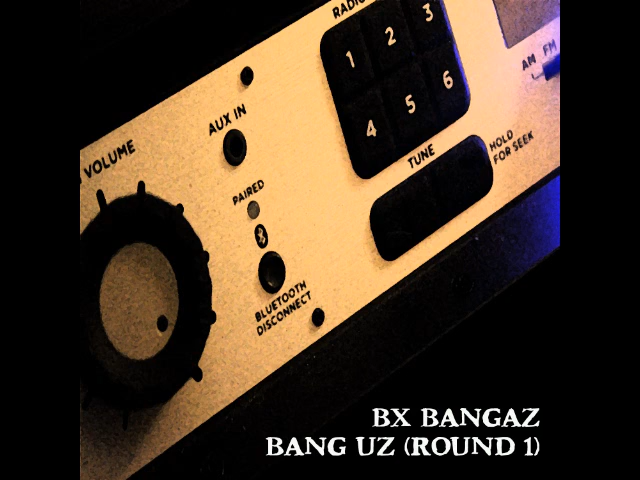 RADIO
1 2 3
4 5 6
AM FM
AUX IN
VOLUME
TUNE
HOLD
FOR SEEK
PAIRED
BLUETOOTH
DISCONNECT
BX BANGAZ
BANG UZ (ROUND 1)